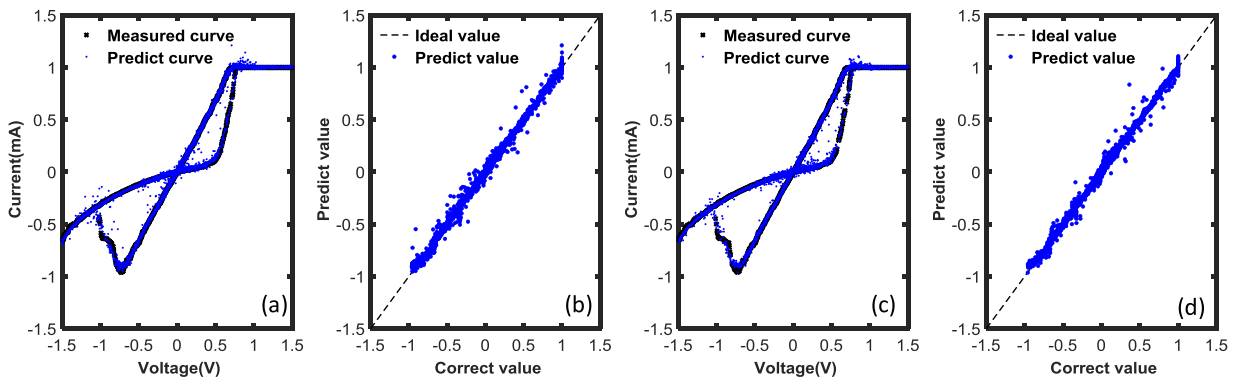 1.5
1
0.5
0
-0.5
-1
-1.5
Current(mA)
Measured curve
Predict curve
(a)
-1.5 -1 -0.5 0 0.5 1 1.5
Voltage(V)
1.5
1
0.5
0
-0.5
-1
-1.5
Predict value
Ideal value
Predict value
(b)
-1.5 -1 -0.5 0 0.5 1 1.5
Correct value
1.5
1
0.5
0
-0.5
-1
-1.5
Current(mA)
Measured curve
Predict curve
(c)
-1.5 -1 -0.5 0 0.5 1 1.5
Voltage(V)
1.5
1
0.5
0
-0.5
-1
-1.5
Predict value
Ideal value
Predict value
(d)
-1.5 -1 -0.5 0 0.5 1 1.5
Correct value